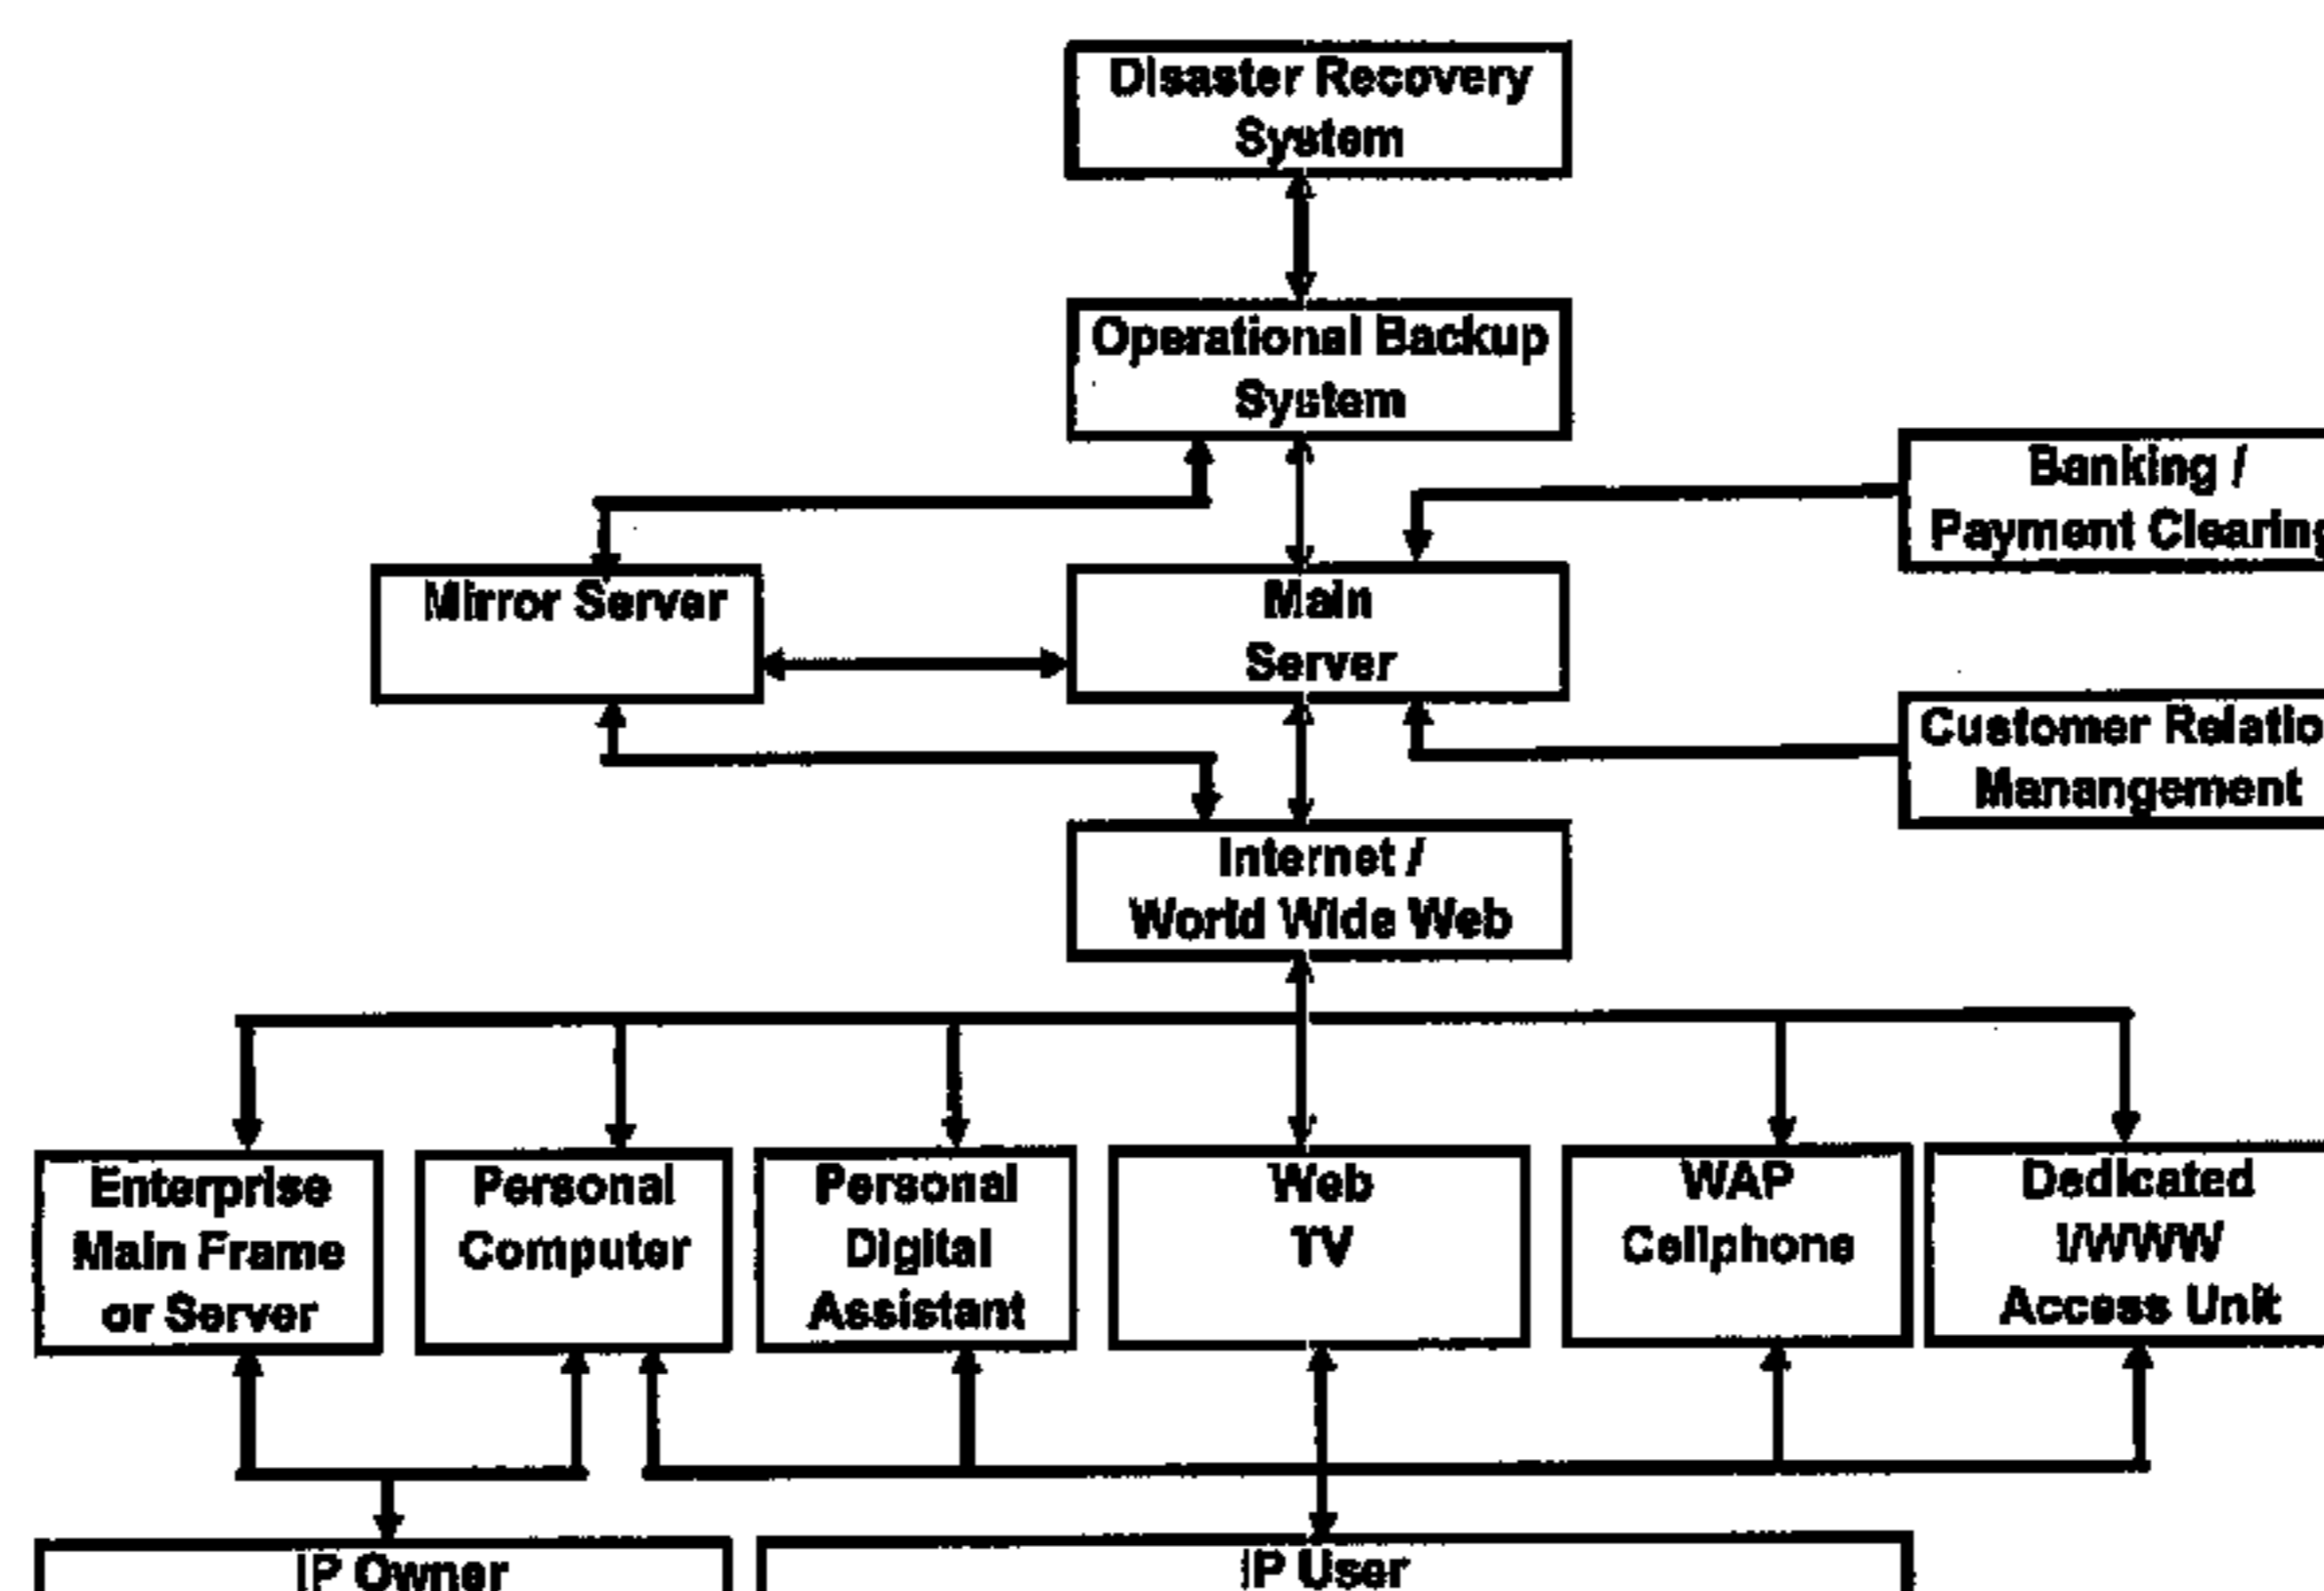 Disaster Recovery
System
Operational Backup
System
Banking /
Payment Clearing
Mirror Server
Main
Server
Customer Relatio
Manangement
Internet /
World Wide Web
Enterprise
Main Frame
or Server
Personal
Computer
Personal
Digital
Assistant
Web
TV
WAP
Cellphone
Dedicated
I/WWW
Access Unit
IP Owner
IP User